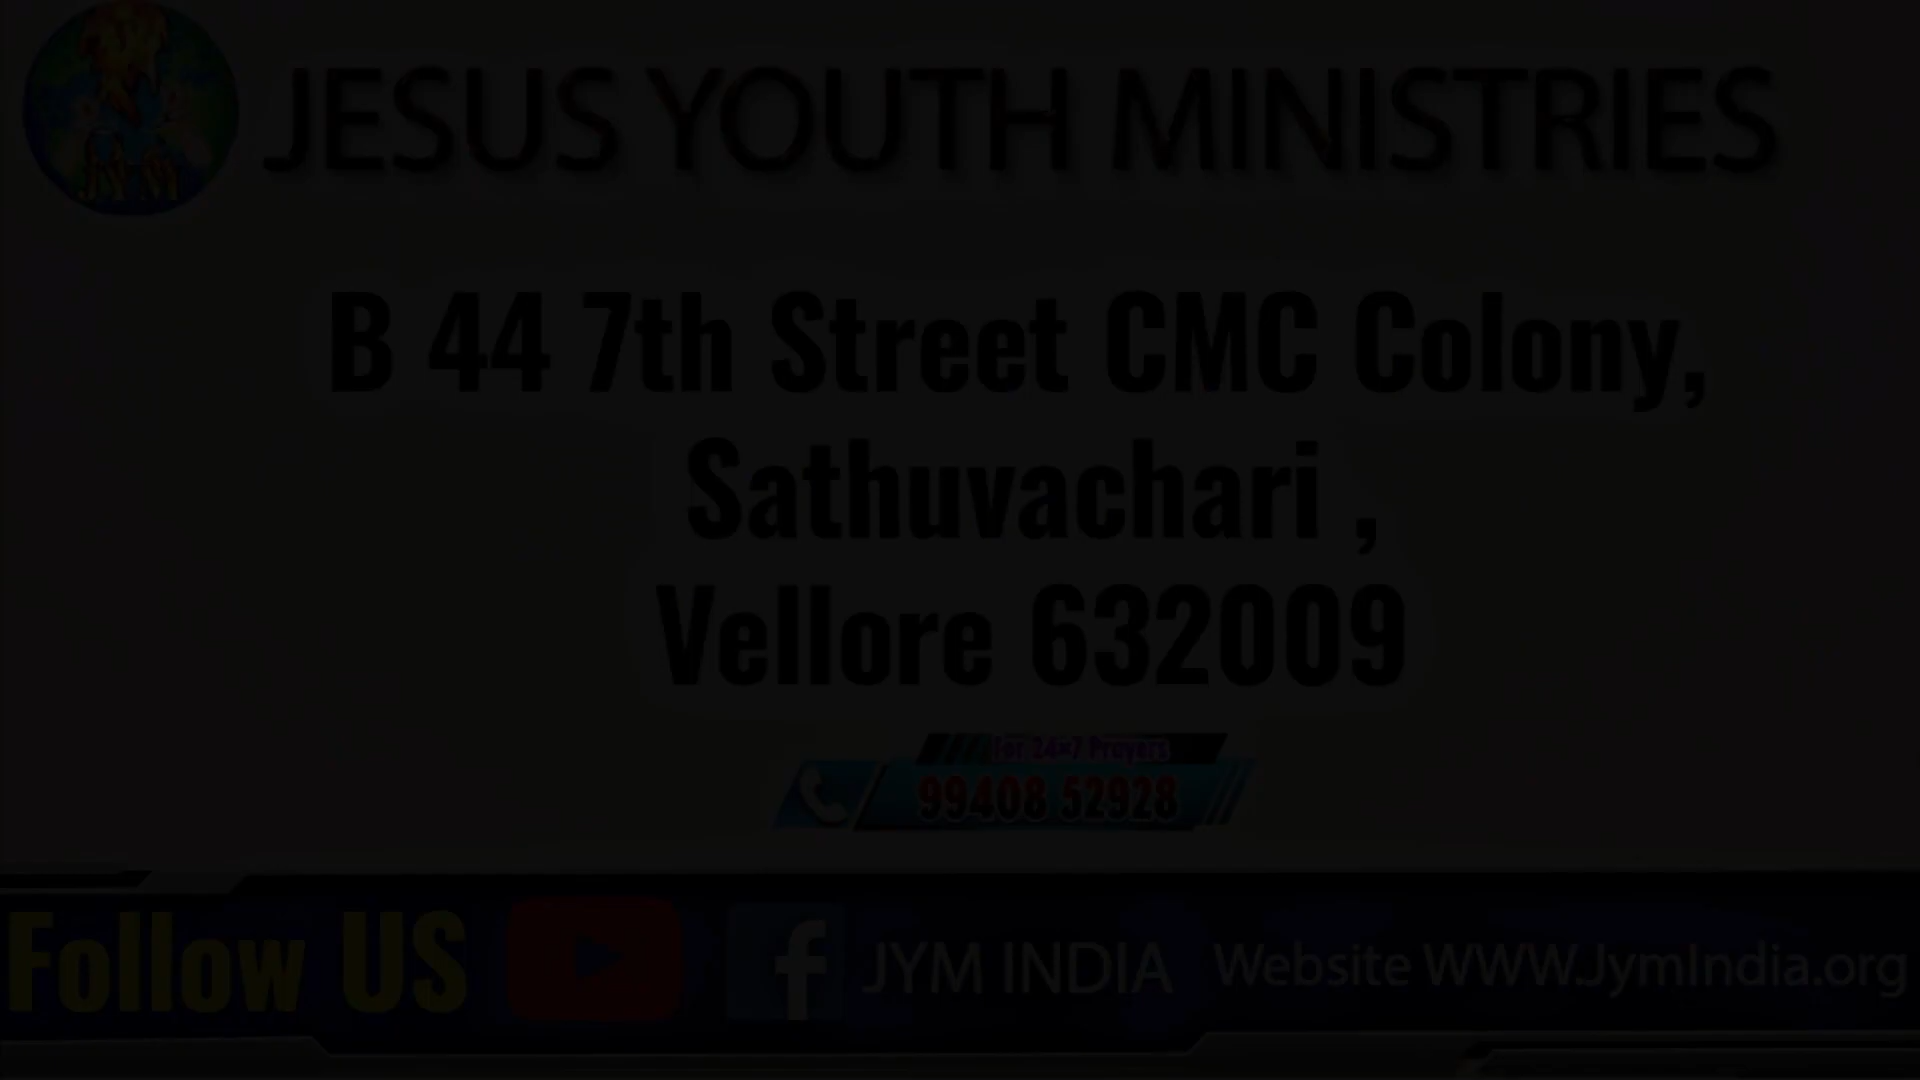 JYM
JESUS YOUTH MINISTRIES
B 44 7th Street CMC Colony,
Sathuvachari ,
Vellore 632009
For 24×7 Prayers
99408 52928
Follow US
f JYM INDIA Website WWW.JymIndia.org